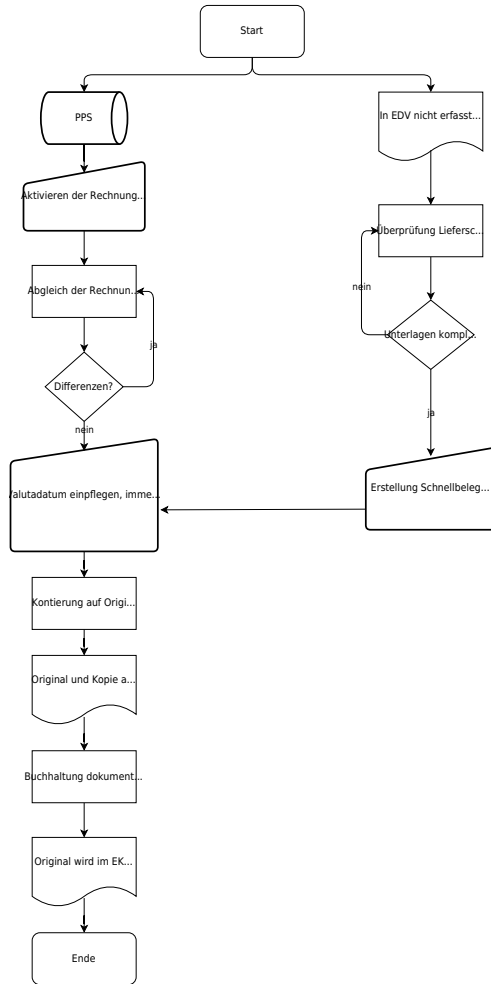 Start
PPS
In EDV nicht erfasst...
Aktivieren der Rechnung...
Überprüfung Liefersc...
Abgleich der Rechnun...
nein
Unterlagen kompl...
ja
Differenzen?
ja
nein
Valutadatum einpflegen, imme...
Erstellung Schnellbeleg...
Kontierung auf Origi...
Original und Kopie a...
Buchhaltung dokument...
Original wird im EK...
Ende